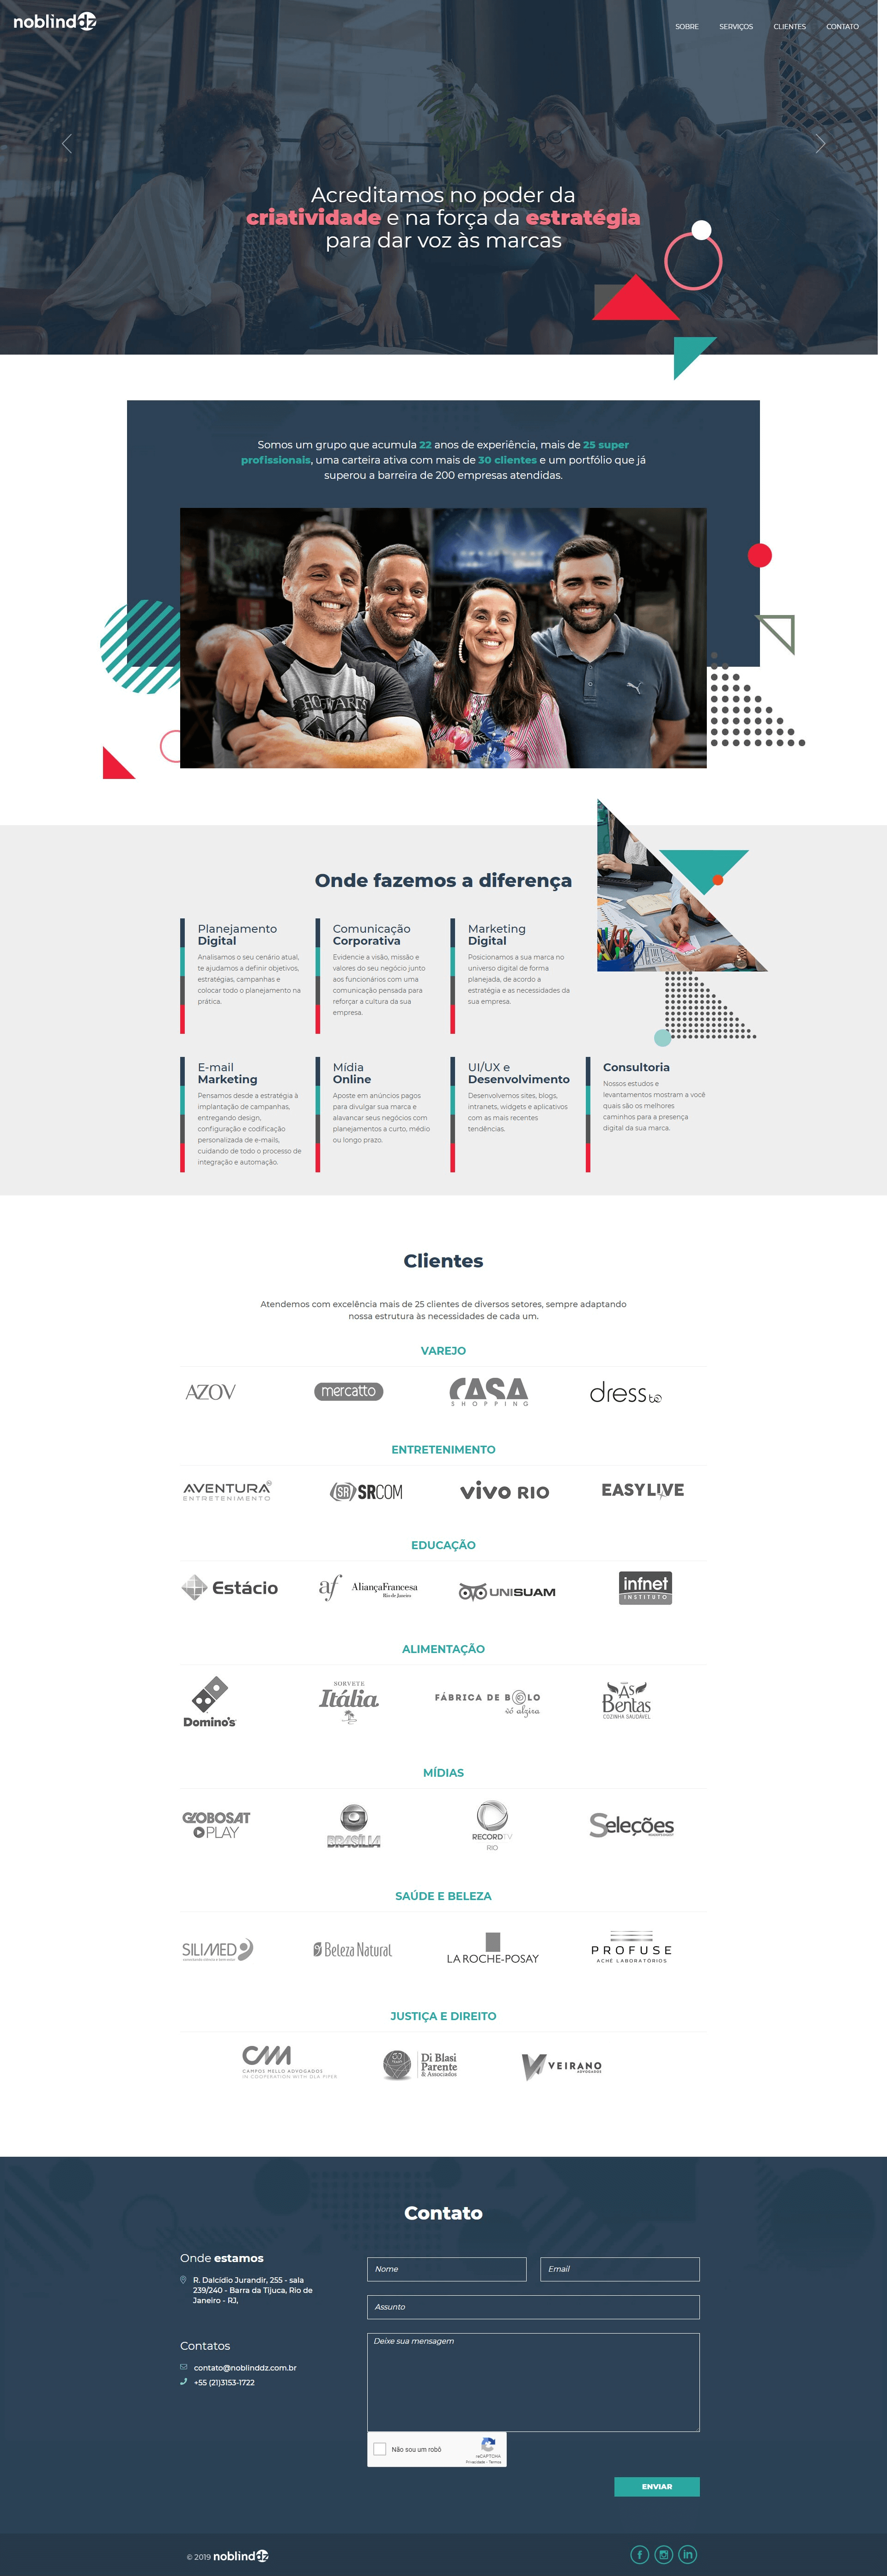 noblinddz
SOBRE SERVIÇOS CLIENTES CONTATO
Acreditamos no poder da
criatividade e na força da estratégia
para dar voz às marcas
Somos um grupo que acumula 22 anos de experiência, mais de 25 super
profissionais, uma carteira ativa com mais de 30 clientes e um portfólio que já
superou a barreira de 200 empresas atendidas.
HOGWARTS
Onde fazemos a diferença
Planejamento
Digital
Analisamos o seu cenário atual,
te ajudamos a definir objetivos,
estratégias, campanhas e
colocar todo o planejamento na
prática.
Comunicação
Corporativa
Evidencie a visão, missão e
valores do seu negócio junto
aos funcionários com uma
comunicação pensada para
reforçar a cultura da sua
empresa.
Marketing
Digital
Posicionamos a sua marca no
universo digital de forma
planejada, de acordo a
estratégia e as necessidades da
sua empresa.
E-mail
Marketing
Pensamos desde a estratégia à
implantação de campanhas,
entregando design,
configuração e codificação
personalizada de e-mails,
cuidando de todo o processo de
integração e automação.
Mídia
Online
Aposte em anúncios pagos
para divulgar sua marca e
alavancar seus negócios com
planejamentos a curto, médio
ou longo prazo.
UI/UX e
Desenvolvimento
Desenvolvemos sites, blogs,
intranets, widgets e aplicativos
com as mais recentes
tendências.
Consultoria
Nossos estudos e
levantamentos mostram a você
quais são os melhores
caminhos para a presença
digital da sua marca.
Clientes
Atendemos com excelência mais de 25 clientes de diversos setores, sempre adaptando
nossa estrutura às necessidades de cada um.
VAREJO
AZOV
mercatto
CASA
SHOPPING
dress to
ENTRETENIMENTO
AVENTURA
ENTRETENIMENTO
SR SRCOM
vivo RIO
EASYLIVE
EDUCAÇÃO
Estácio
af AliançaFrancesa
Rio de Janeiro
UNISUAM
infnet
INSTITUTO
ALIMENTAÇÃO
Domino's
SORVETE
Itália
FÁBRICA DE BOLO
vó alzira
AS
Bentas
COZINHA SAUDÁVEL
MÍDIAS
GLOBOSAT
PLAY
BRASÍLIA
RECORDTV
RIO
Seleções
SAÚDE E BELEZA
SILIMED
Beleza Natural
LA ROCHE-POSAY
PROFUSE
ACHÉ LABORATÓRIOS
JUSTIÇA E DIREITO
CMA
CAMPOS MELLO ADVOGADOS
IN COOPERATION WITH DLA PIPER
Di Blasi
Parente
& Associados
VEIRANO
ADVOGADOS
Contato
Onde estamos
R. Dalcídio Jurandir, 255 - sala
239/240 - Barra da Tijuca, Rio de
Janeiro - RJ,
Contatos
contato@noblinddz.com.br
+55 (21)3153-1722
Nome
Email
Assunto
Deixe sua mensagem
Não sou um robô
reCAPTCHA
Privacidade - Termos
ENVIAR
© 2019 noblinddz